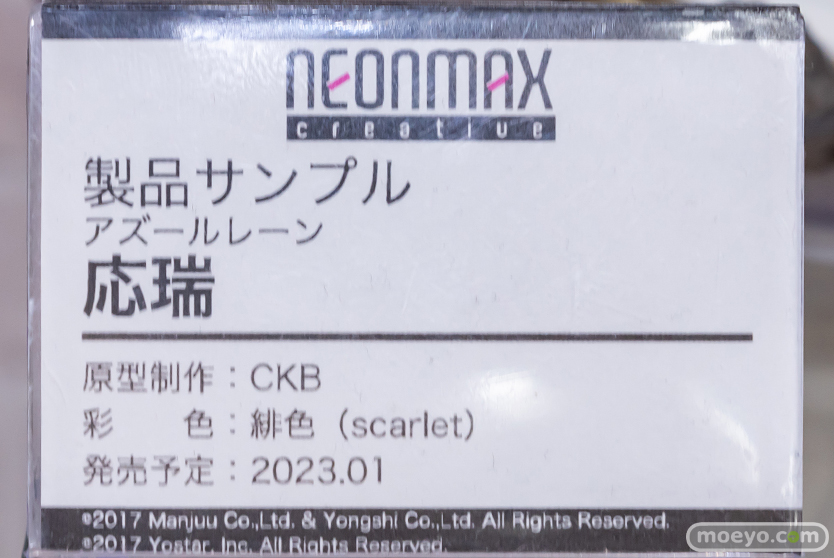 NEONMAX
creative
製品サンプル
アズールレーン
応瑞
原型制作：CKB
彩　　色：緋色（scarlet）
発売予定：2023.01
©2017 Manjuu Co.,Ltd. & Yongshi Co.,Ltd. All Rights Reserved.
©2017 Yostar, Inc. All Rights Reserved.
moeyo.com